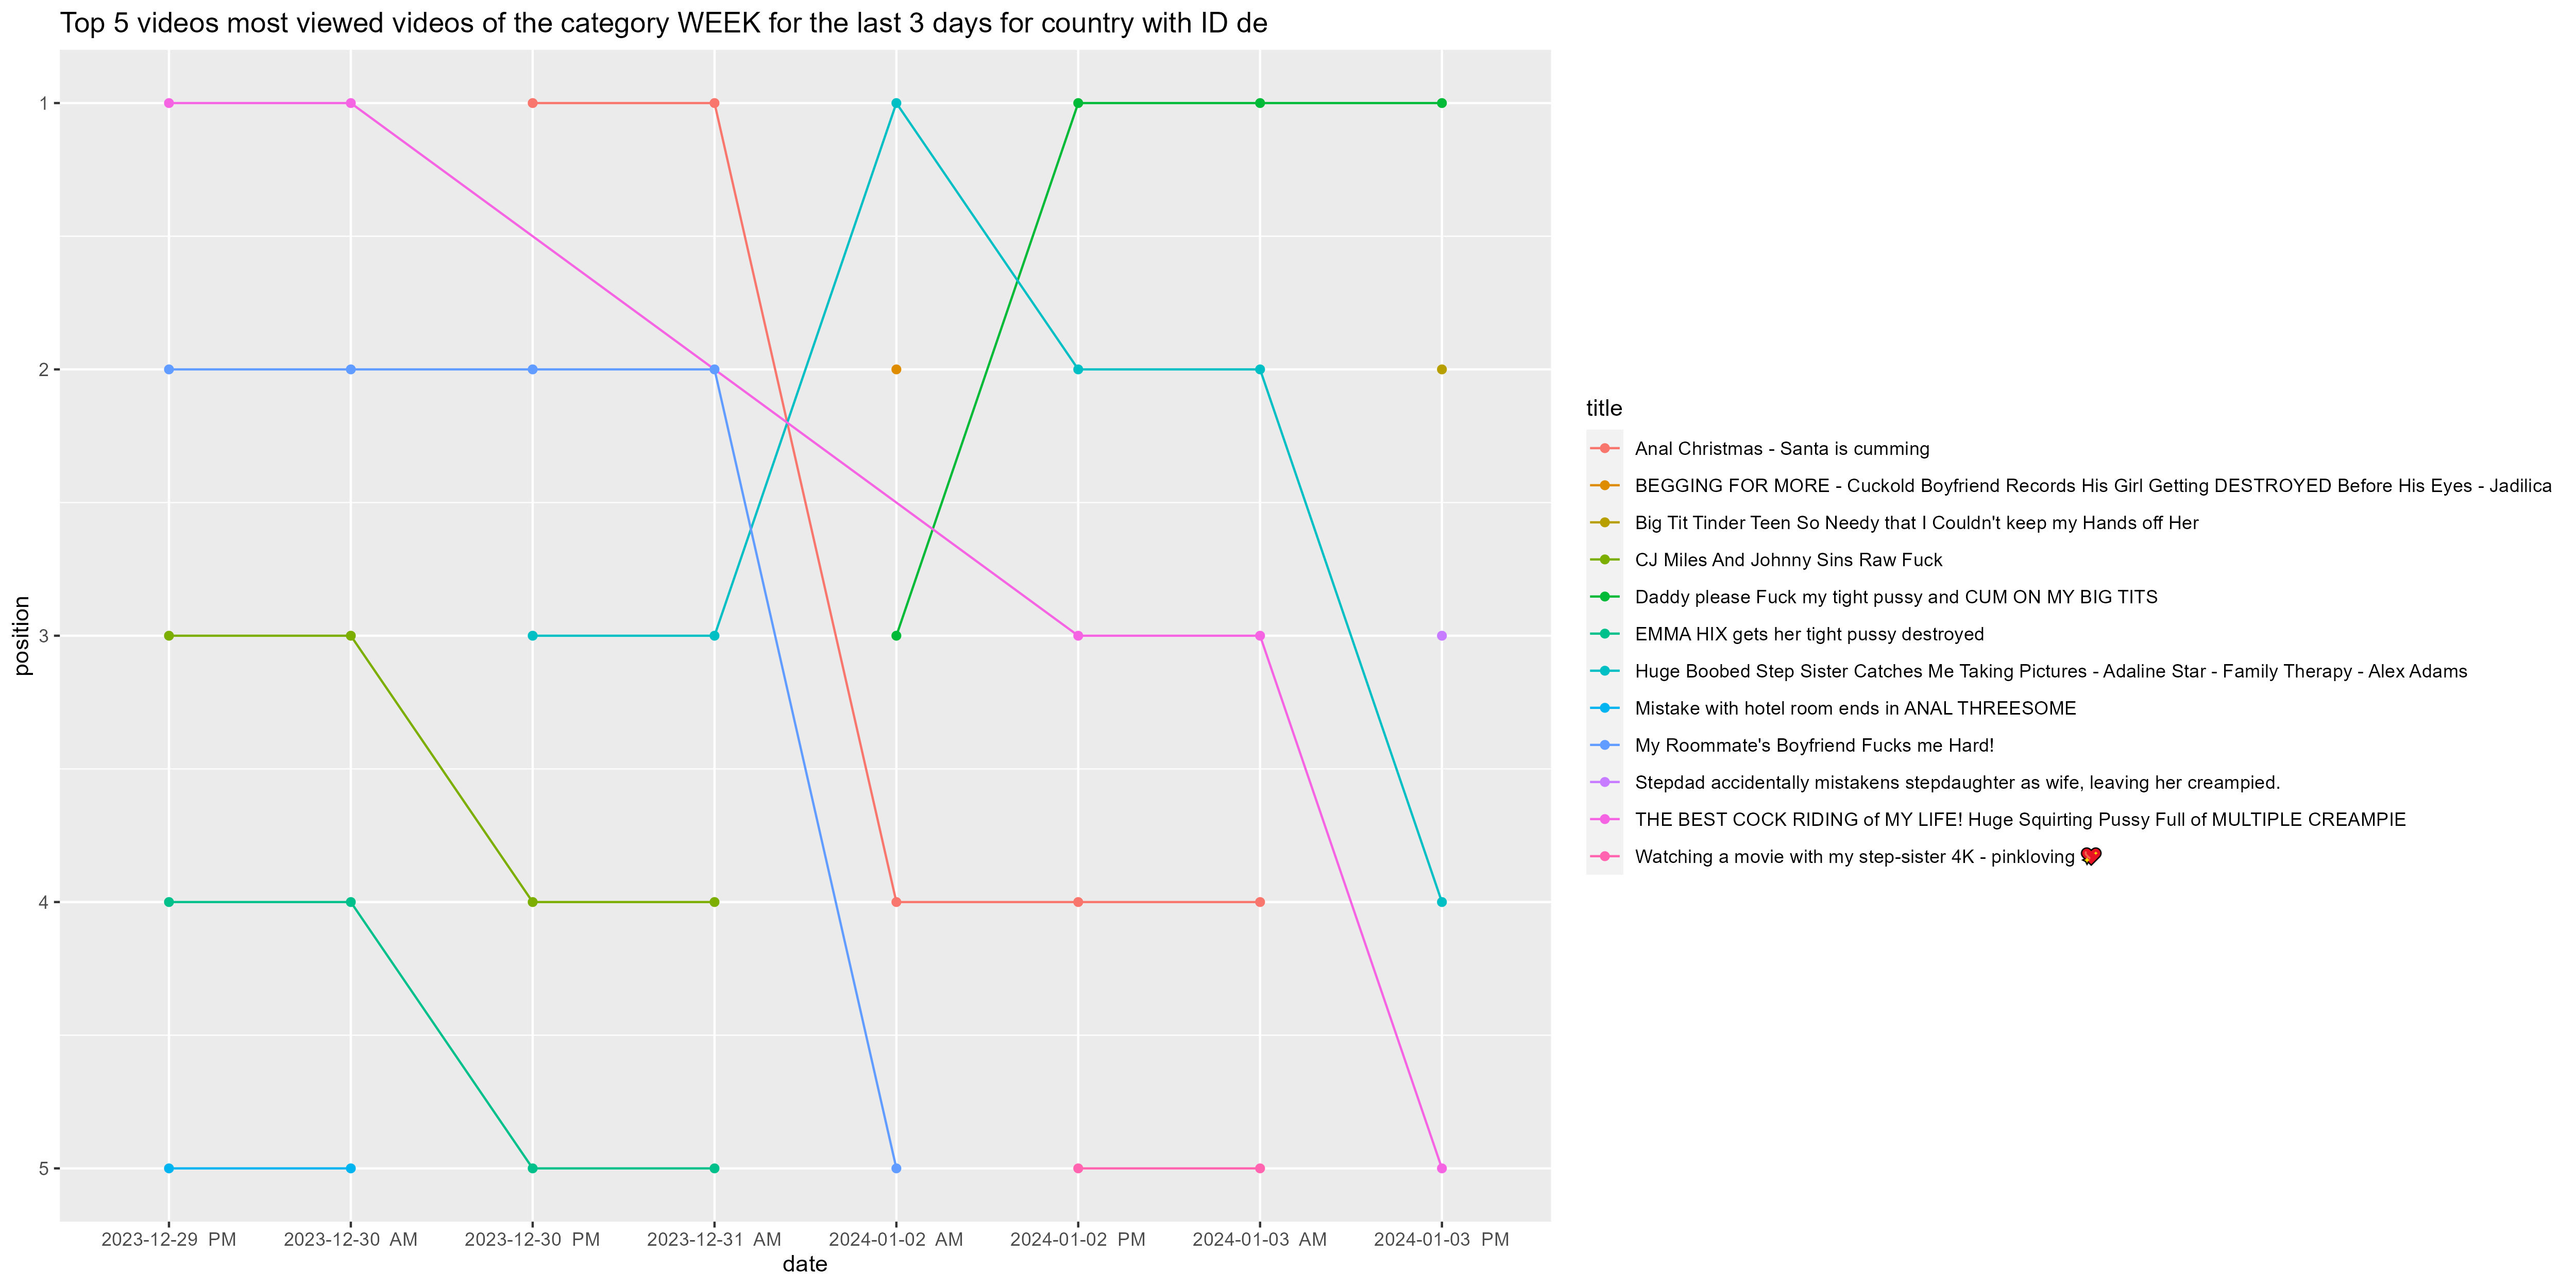 Top 5 videos most viewed videos of the category WEEK for the last 3 days for country with ID de
position
1
2
3
4
5
2023-12-29 PM
2023-12-30 AM
2023-12-30 PM
2023-12-31 AM
2024-01-02 AM
2024-01-02 PM
2024-01-03 AM
2024-01-03 PM
date
title
Anal Christmas - Santa is cumming
BEGGING FOR MORE - Cuckold Boyfriend Records His Girl Getting DESTROYED Before His Eyes - Jadilica
Big Tit Tinder Teen So Needy that I Couldn't keep my Hands off Her
CJ Miles And Johnny Sins Raw Fuck
Daddy please Fuck my tight pussy and CUM ON MY BIG TITS
EMMA HIX gets her tight pussy destroyed
Huge Boobed Step Sister Catches Me Taking Pictures - Adaline Star - Family Therapy - Alex Adams
Mistake with hotel room ends in ANAL THREESOME
My Roommate's Boyfriend Fucks me Hard!
Stepdad accidentally mistakens stepdaughter as wife, leaving her creampied.
THE BEST COCK RIDING of MY LIFE! Huge Squirting Pussy Full of MULTIPLE CREAMPIE
Watching a movie with my step-sister 4K - pinkloving 💖